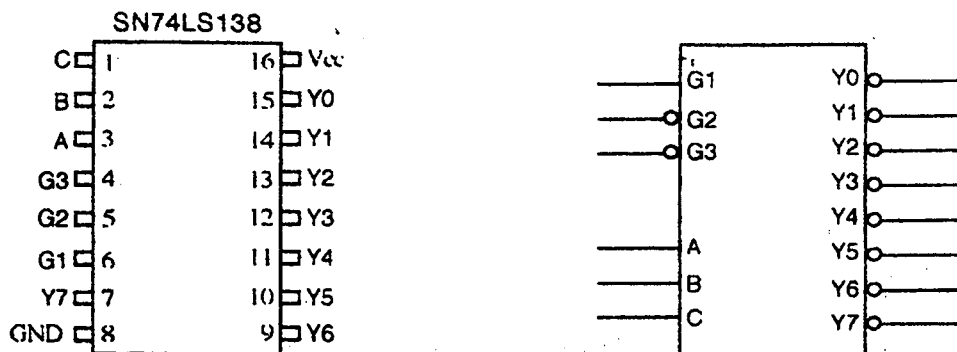 SN74LS138
C 1 16 Vcc
B 2 15 Y0
A 3 14 Y1
G3 4 13 Y2
G2 5 12 Y3
G1 6 11 Y4
Y7 7 10 Y5
GND 8 9 Y6
G1 Y0
G2 Y1
G3 Y2
Y3
Y4
A Y5
B Y6
C Y7